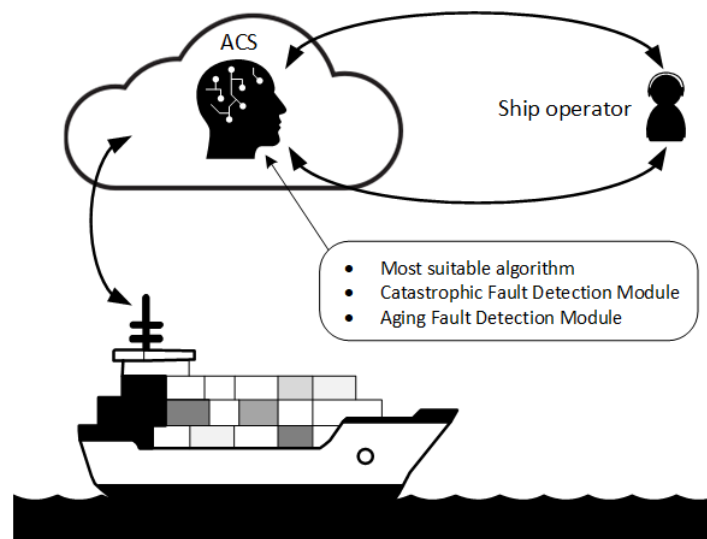 ACS
Ship operator
• Most suitable algorithm
• Catastrophic Fault Detection Module
• Aging Fault Detection Module